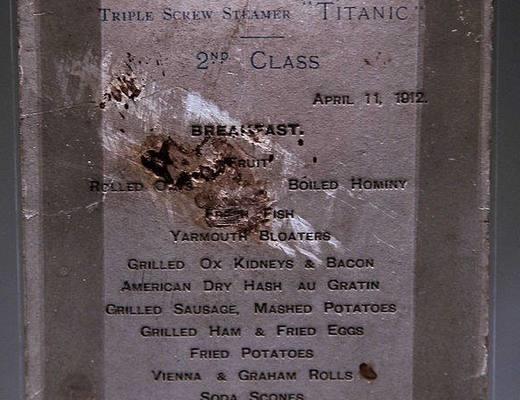 TRIPLE SCREW STEAMER "TITANIC"
2ND CLASS
APRIL 11, 1912.
BREAKFAST.
FRUIT
ROLLED OATS BOILED HOMINY
FRESH FISH
YARMOUTH BLOATERS
GRILLED OX KIDNEYS & BACON
AMERICAN DRY HASH AU GRATIN
GRILLED SAUSAGE, MASHED POTATOES
GRILLED HAM & FRIED EGGS
FRIED POTATOES
VIENNA & GRAHAM ROLLS
SODA SCONES